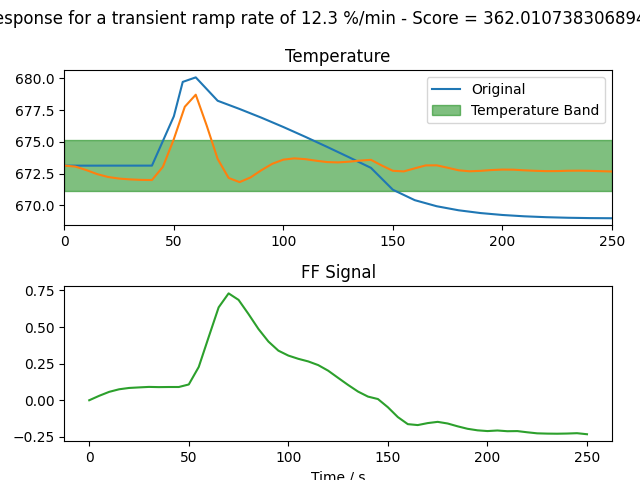 esponse for a transient ramp rate of 12.3 %/min - Score = 362.010738306894
Temperature
680.0
677.5
675.0
672.5
670.0
Original
Temperature Band
0 50 100 150 200 250
FF Signal
0.75
0.50
0.25
0.00
−0.25
0 50 100 150 200 250
Time / s